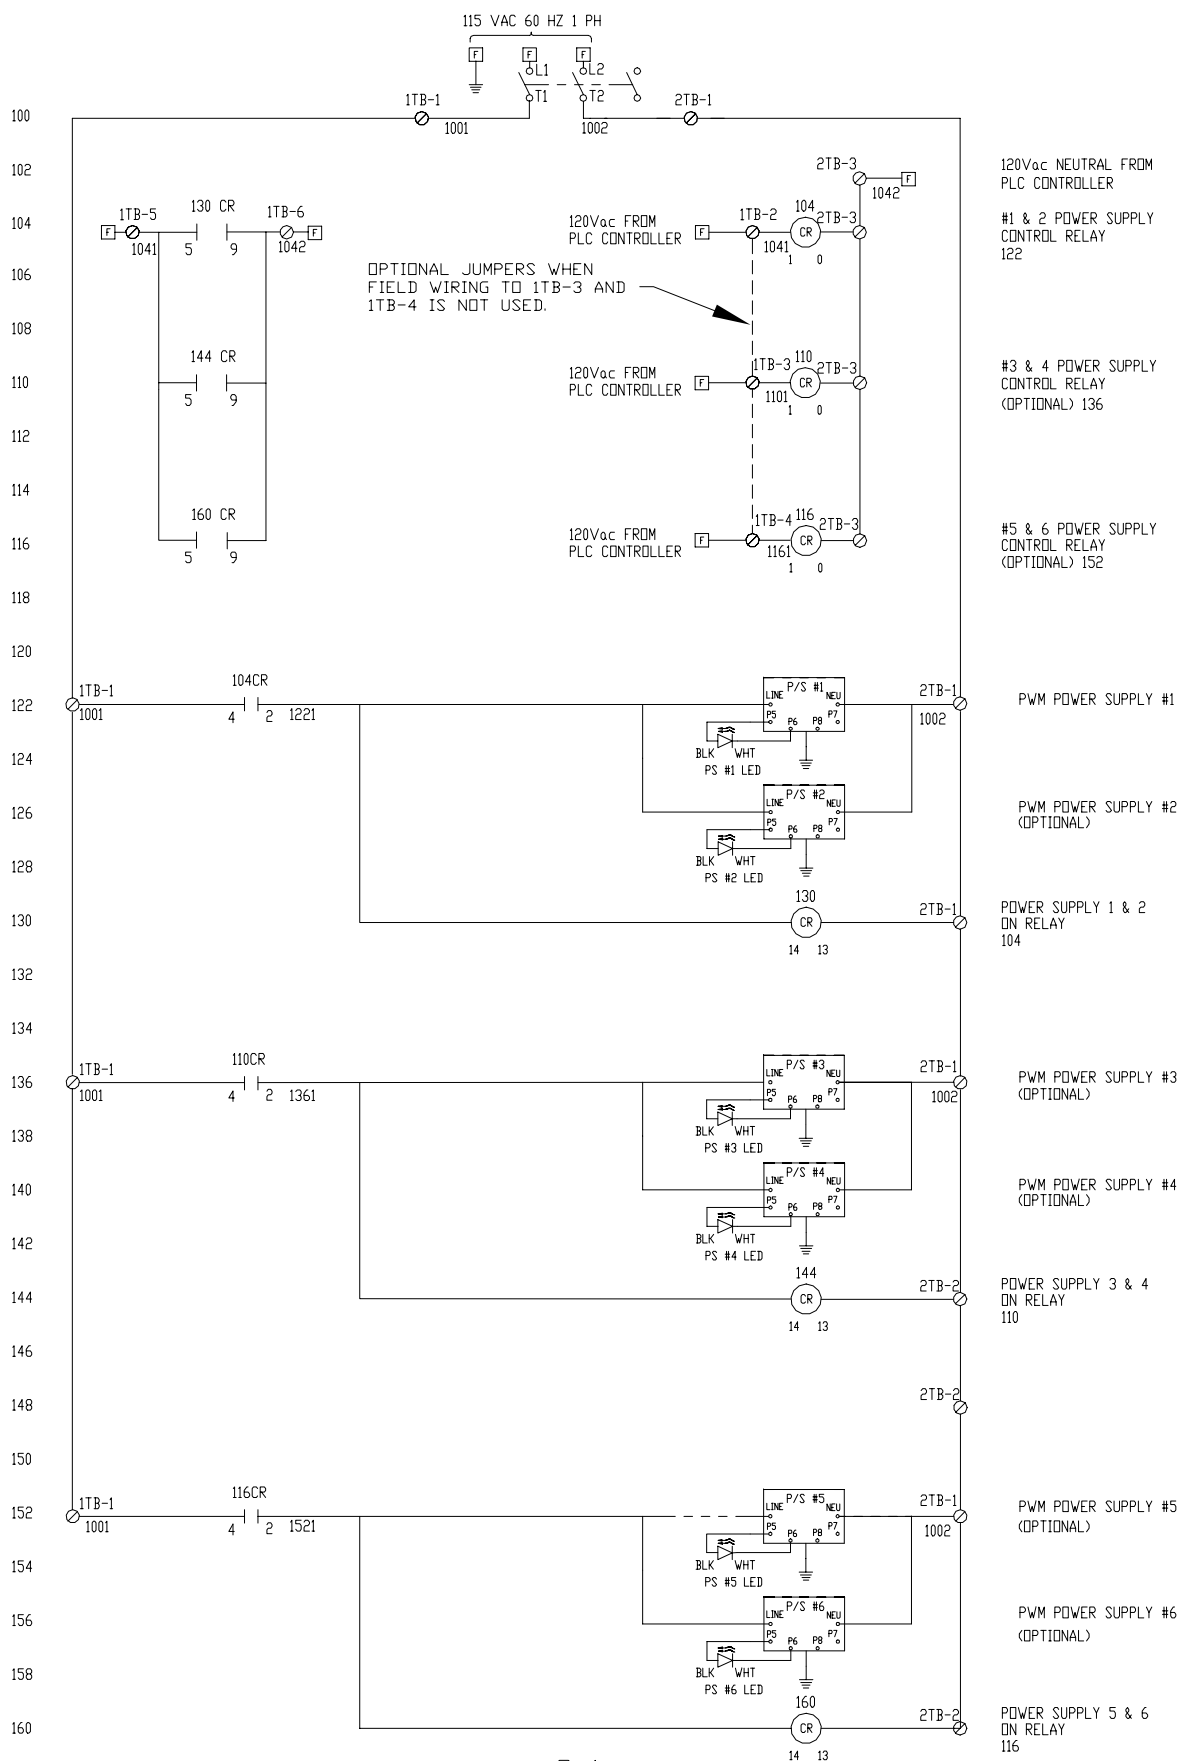 115 VAC 60 HZ 1 PH
F F F
L1 L2
T1 T2
1TB-1 2TB-1
100
1001 1002
102
2TB-3
F
1042
120Vac NEUTRAL FROM
PLC CONTROLLER
104
1TB-5 130 CR 1TB-6
F F
1041 5 9 1042
120Vac FROM
PLC CONTROLLER
F
1TB-2 104 2TB-3
CR
1041
1 0
#1 & 2 POWER SUPPLY
CONTROL RELAY
122
106
OPTIONAL JUMPERS WHEN
FIELD WIRING TO 1TB-3 AND
1TB-4 IS NOT USED.
108
110
144 CR
5 9
120Vac FROM
PLC CONTROLLER
F
1TB-3 110 2TB-3
CR
1101
1 0
#3 & 4 POWER SUPPLY
CONTROL RELAY
(OPTIONAL) 136
112
114
116
160 CR
5 9
120Vac FROM
PLC CONTROLLER
F
1TB-4 116 2TB-3
CR
1161
1 0
#5 & 6 POWER SUPPLY
CONTROL RELAY
(OPTIONAL) 152
118
120
122
1TB-1 104CR
1001 4 2 1221
P/S #1
LINE NEU
P5 P6 P8 P7
BLK WHT
PS #1 LED
2TB-1
1002
PWM POWER SUPPLY #1
124
126
P/S #2
LINE NEU
P5 P6 P8 P7
BLK WHT
PS #2 LED
PWM POWER SUPPLY #2
(OPTIONAL)
128
130
130
CR
14 13
2TB-1
POWER SUPPLY 1 & 2
ON RELAY
104
132
134
136
1TB-1 110CR
1001 4 2 1361
P/S #3
LINE NEU
P5 P6 P8 P7
BLK WHT
PS #3 LED
2TB-1
1002
PWM POWER SUPPLY #3
(OPTIONAL)
138
140
P/S #4
LINE NEU
P5 P6 P8 P7
BLK WHT
PS #4 LED
PWM POWER SUPPLY #4
(OPTIONAL)
142
144
144
CR
14 13
2TB-2
POWER SUPPLY 3 & 4
ON RELAY
110
146
148
2TB-2
150
152
1TB-1 116CR
1001 4 2 1521
P/S #5
LINE NEU
P5 P6 P8 P7
BLK WHT
PS #5 LED
2TB-1
1002
PWM POWER SUPPLY #5
(OPTIONAL)
154
156
P/S #6
LINE NEU
P5 P6 P8 P7
BLK WHT
PS #6 LED
PWM POWER SUPPLY #6
(OPTIONAL)
158
160
160
CR
14 13
2TB-2
POWER SUPPLY 5 & 6
ON RELAY
116